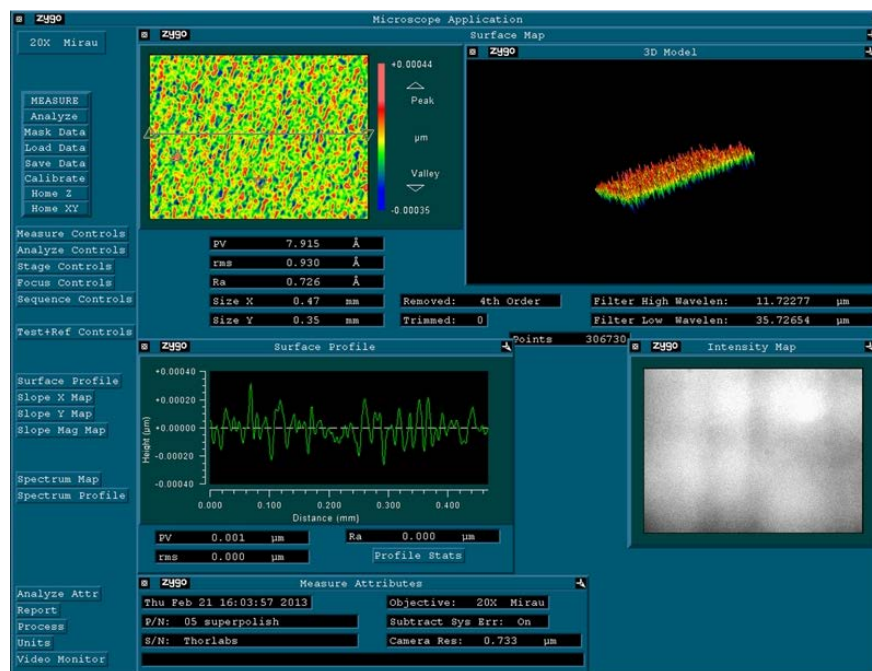 zygo Microscope Application
20X Mirau
MEASURE
Analyze
Mask Data
Load Data
Save Data
Calibrate
Home Z
Home XY
Measure Controls
Analyze Controls
Stage Controls
Focus Controls
Sequence Controls
Test+Ref Controls
Surface Profile
Slope X Map
Slope Y Map
Slope Mag Map
Spectrum Map
Spectrum Profile
Analyze Attr
Report
Process
Units
Video Monitor
zygo Surface Map
+0.00044
Peak
µm
Valley
-0.00035
zygo 3D Model
PV 7.915 Å
rms 0.930 Å
Ra 0.726 Å
Size X 0.47 mm
Size Y 0.35 mm
Removed: 4th Order
Trimmed: 0
Filter High Wavelen: 11.72277 µm
Filter Low Wavelen: 35.72654 µm
Points 306730
zygo Surface Profile
+0.00040
+0.00020
+0.00000
-0.00020
-0.00040
Height (µm)
0.000 0.100 0.200 0.300 0.400
Distance (mm)
PV 0.001 µm
rms 0.000 µm
Ra 0.000 µm
Profile Stats
zygo Intensity Map
zygo Measure Attributes
Thu Feb 21 16:03:57 2013
P/N: 05 superpolish
S/N: Thorlabs
Objective: 20X Mirau
Subtract Sys Err: On
Camera Res: 0.733 µm